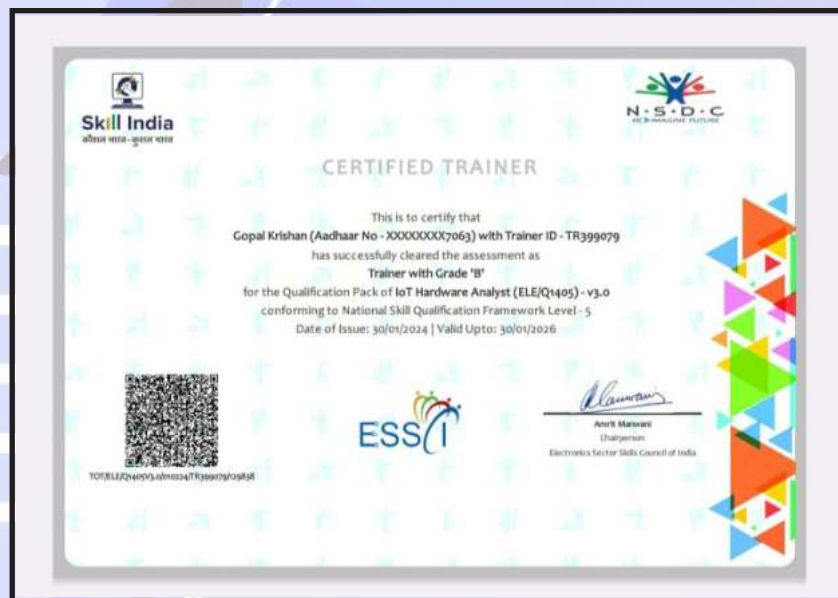 Skill India
कौशल भारत-कुशल भारत
N·S·D·C
RE-IMAGINE FUTURE
CERTIFIED TRAINER
This is to certify that
Gopal Krishan (Aadhaar No - XXXXXXXX7063) with Trainer ID - TR399079
has successfully cleared the assessment as
Trainer with Grade 'B'
for the Qualification Pack of IoT Hardware Analyst (ELE/Q1405) - v3.0
conforming to National Skill Qualification Framework Level - 5
Date of Issue: 30/01/2024 | Valid Upto: 30/01/2026
ESSCI
Amrit Manwani
Chairperson
Electronics Sector Skills Council of India